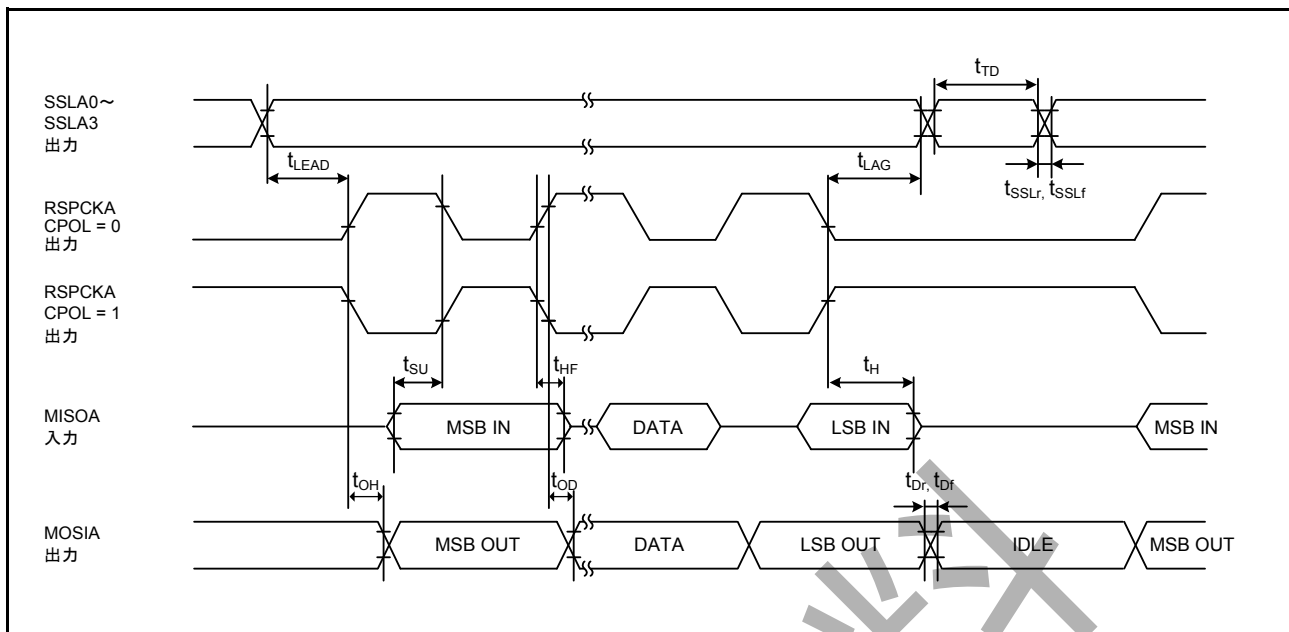 tTD
SSLA0～
SSLA3
出力
tLEAD
tLAG
tSSLr, tSSLf
RSPCKA
CPOL = 0
出力
RSPCKA
CPOL = 1
出力
tSU
tHF
tH
MISOA
入力
MSB IN
DATA
LSB IN
MSB IN
tOH
tOD
tDr, tDf
MOSIA
出力
MSB OUT
DATA
LSB OUT
IDLE
MSB OUT